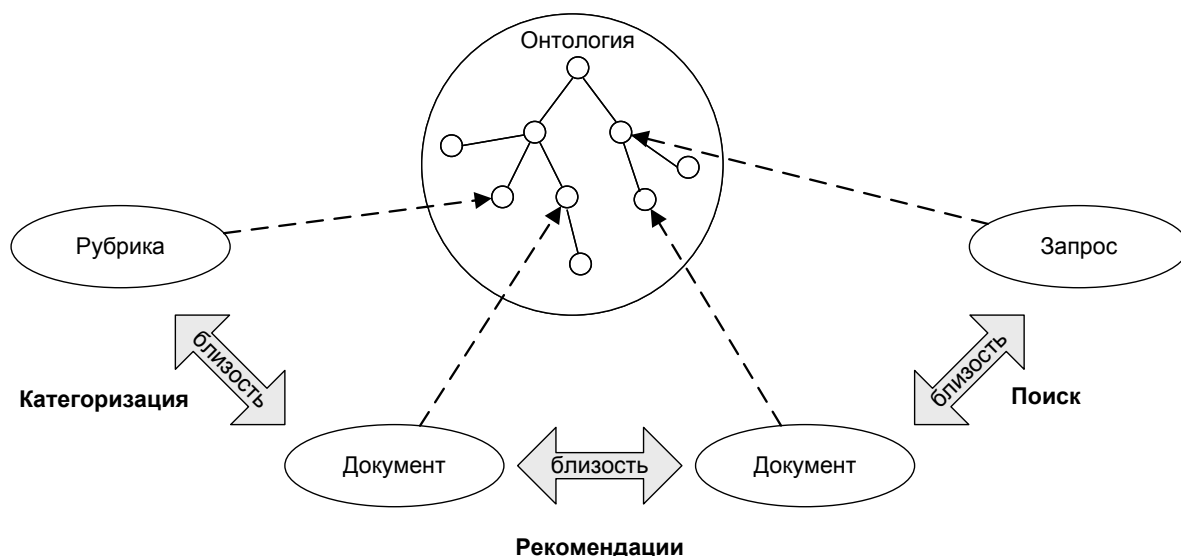 Онтология
Рубрика
Запрос
близость
близость
Категоризация
Поиск
Документ
близость
Документ
Рекомендации